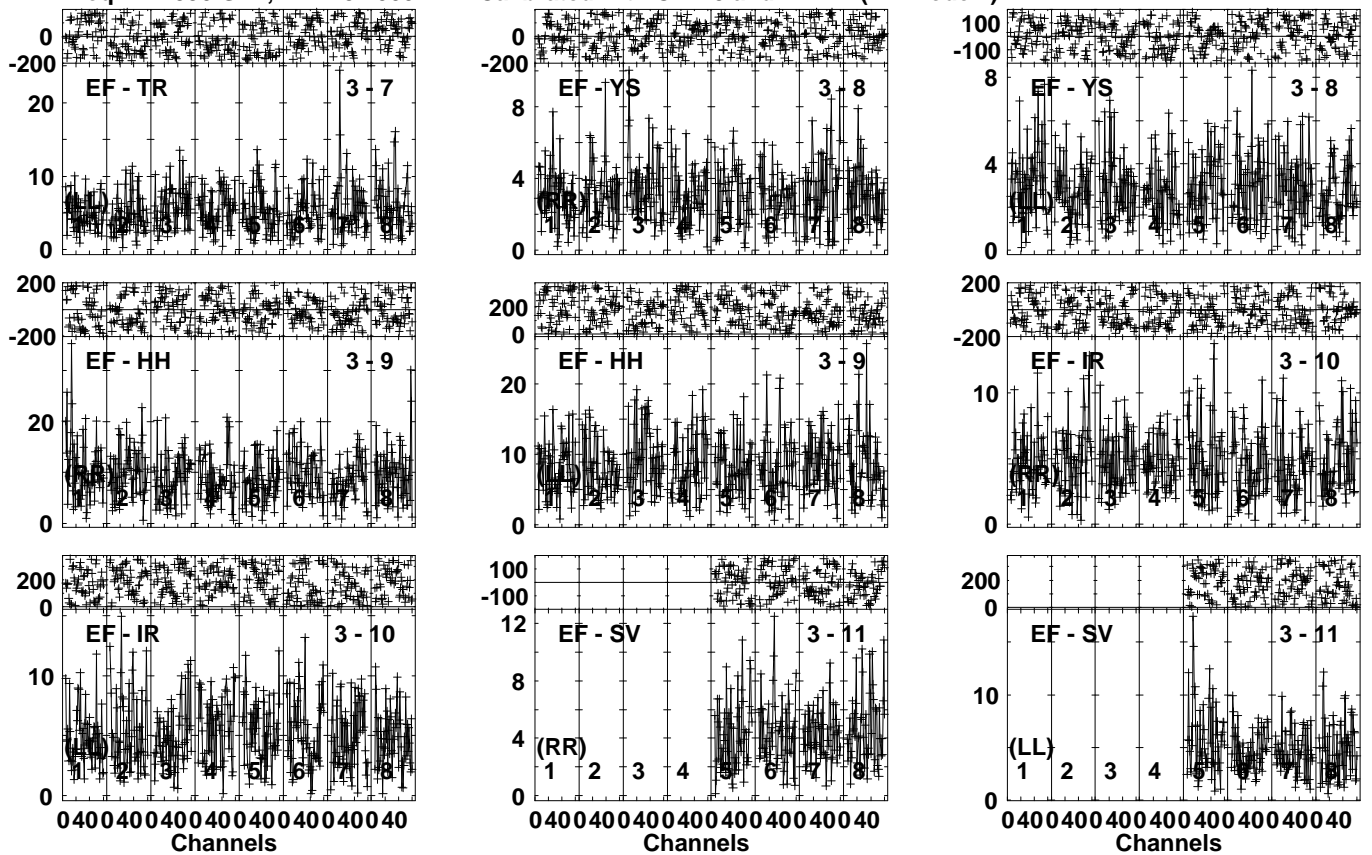 0 0 100
-200 -200 -100
EF - TR 3 - 7 EF - YS 3 - 8 EF - YS 3 - 8
20 8 8
10 4 4
(LL) (RR) (LL)
1 2 3 4 5 6 7 8 1 2 3 4 5 6 7 8 1 2 3 4 5 6 7 8
0 0 0
200 200 200
-200 0 -200
EF - HH 3 - 9 EF - HH 3 - 9 EF - IR 3 - 10
20 20 10
10
(RR) (LL) (RR)
1 2 3 4 5 6 7 8 1 2 3 4 5 6 7 8 1 2 3 4 5 6 7 8
0 0 0
200 100 200
0 -100 0
EF - IR 3 - 10 EF - SV 3 - 11 EF - SV 3 - 11
12
10 8 10
4
(LL) (RR) (LL)
1 2 3 4 5 6 7 8 1 2 3 4 5 6 7 8 1 2 3 4 5 6 7 8
0 0 0
0 40 0 40 0 40 0 40 0 40 0 40 0 40 0 40 0 40 0 40 0 40 0 40 0 40 0 40 0 40 0 40 0 40 0 40 0 40 0 40 0 40 0 40 0 40 0 40
Channels Channels Channels